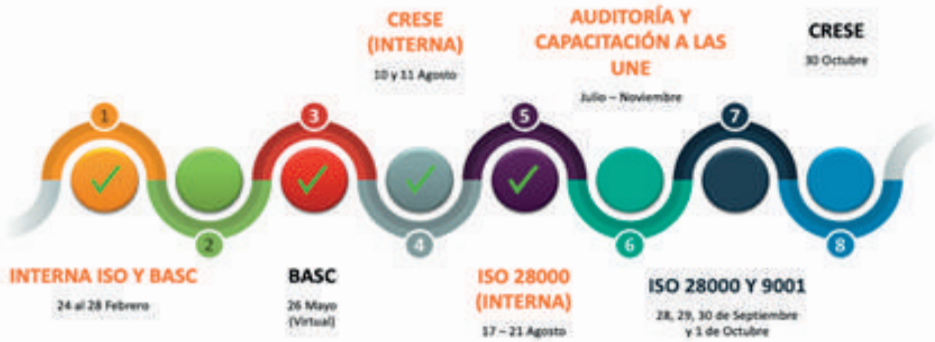 CRESE
(INTERNA)
10 y 11 Agosto
AUDITORÍA Y
CAPACITACIÓN A LAS
UNE
Julio – Noviembre
CRESE
30 Octubre
1
3
5
7
2
4
6
8
INTERNA ISO Y BASC
24 al 28 Febrero
BASC
26 Mayo
(Virtual)
ISO 28000
(INTERNA)
17 – 21 Agosto
ISO 28000 Y 9001
28, 29, 30 de Septiembre
y 1 de Octubre